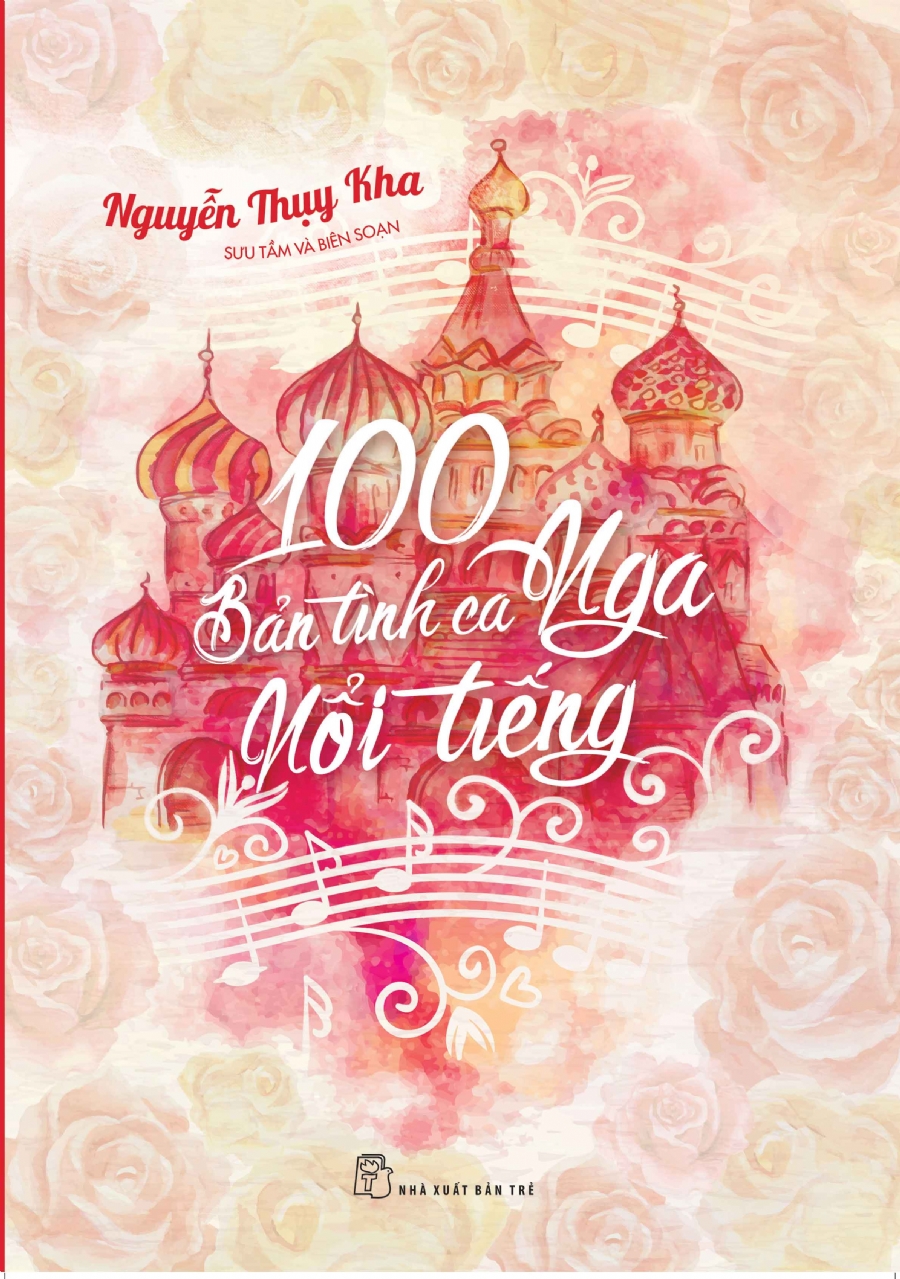 Nguyễn Thụy Kha
SƯU TẦM VÀ BIÊN SOẠN
100
Bản tình ca Nga
Nổi tiếng
NHÀ XUẤT BẢN TRẺ